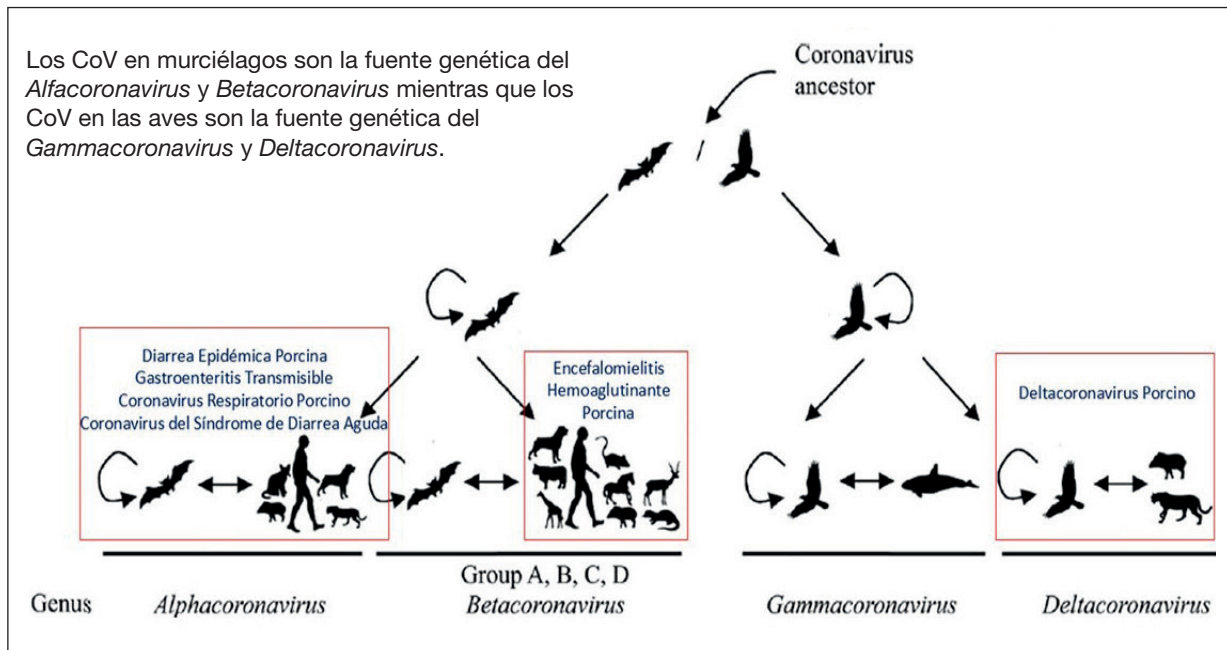 Los CoV en murciélagos son la fuente genética del
Alfacoronavirus y Betacoronavirus mientras que los
CoV en las aves son la fuente genética del
Gammacoronavirus y Deltacoronavirus.
Coronavirus
ancestor
Diarrea Epidémica Porcina
Gastroenteritis Transmisible
Coronavirus Respiratorio Porcino
Coronavirus del Síndrome de Diarrea Aguda
Encefalomielitis
Hemoaglutinante
Porcina
Deltacoronavirus Porcino
Group A, B, C, D
Genus Alphacoronavirus Betacoronavirus Gammacoronavirus Deltacoronavirus